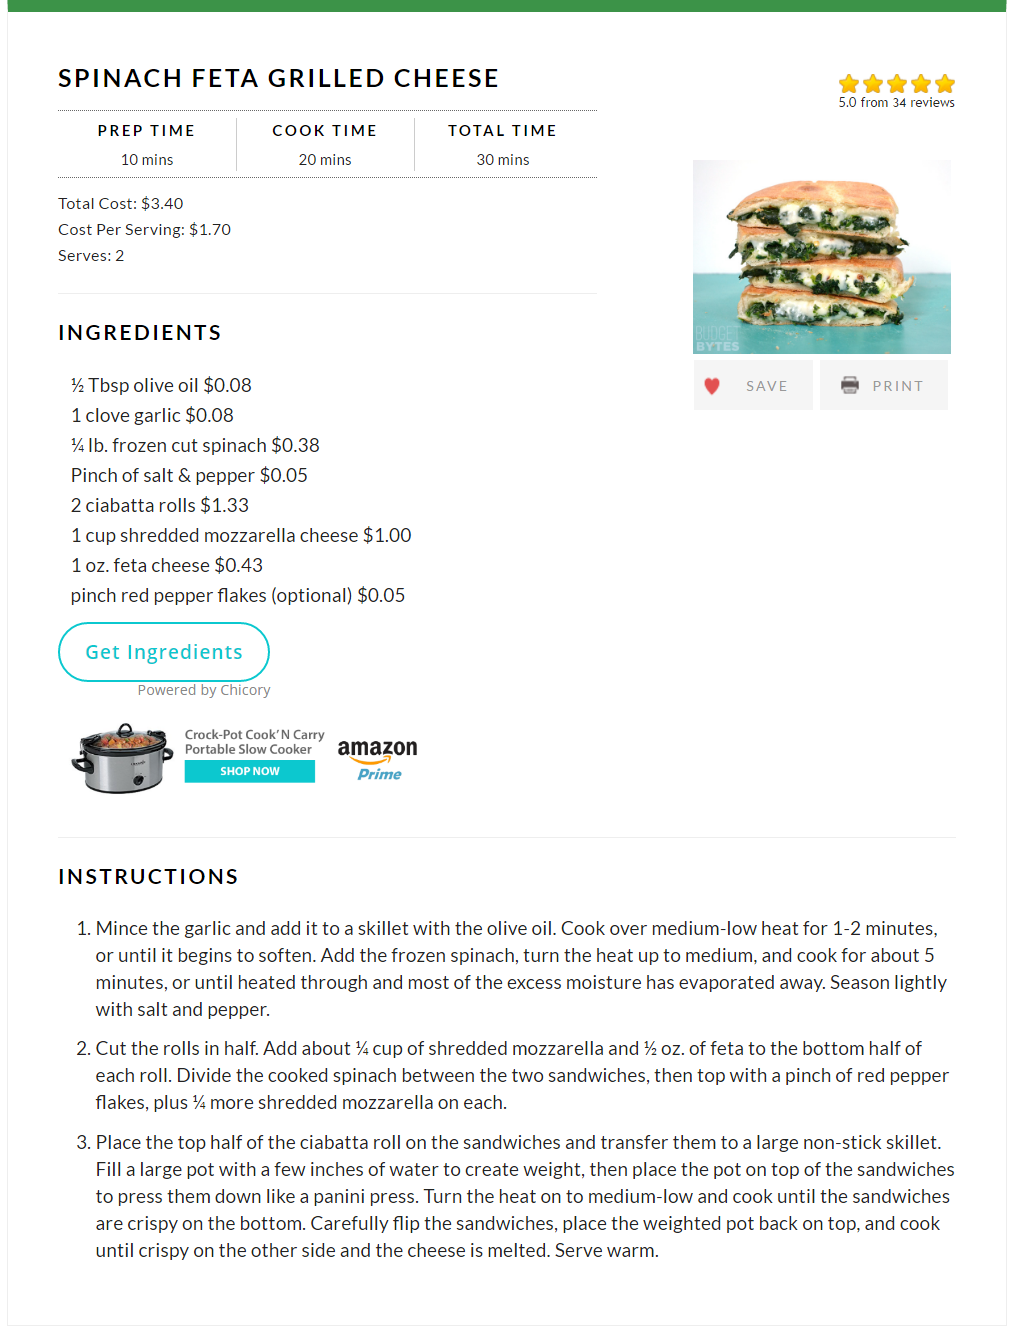 SPINACH FETA GRILLED CHEESE
5.0 from 34 reviews
PREP TIME
10 mins
COOK TIME
20 mins
TOTAL TIME
30 mins
Total Cost: $3.40
Cost Per Serving: $1.70
Serves: 2
BUDGET
BYTES
SAVE
PRINT
INGREDIENTS
½ Tbsp olive oil $0.08
1 clove garlic $0.08
¼ lb. frozen cut spinach $0.38
Pinch of salt & pepper $0.05
2 ciabatta rolls $1.33
1 cup shredded mozzarella cheese $1.00
1 oz. feta cheese $0.43
pinch red pepper flakes (optional) $0.05
Get Ingredients
Powered by Chicory
Crock-Pot Cook'N Carry
Portable Slow Cooker
SHOP NOW
amazon
Prime
INSTRUCTIONS
1. Mince the garlic and add it to a skillet with the olive oil. Cook over medium-low heat for 1-2 minutes,
or until it begins to soften. Add the frozen spinach, turn the heat up to medium, and cook for about 5
minutes, or until heated through and most of the excess moisture has evaporated away. Season lightly
with salt and pepper.
2. Cut the rolls in half. Add about ¼ cup of shredded mozzarella and ½ oz. of feta to the bottom half of
each roll. Divide the cooked spinach between the two sandwiches, then top with a pinch of red pepper
flakes, plus ¼ more shredded mozzarella on each.
3. Place the top half of the ciabatta roll on the sandwiches and transfer them to a large non-stick skillet.
Fill a large pot with a few inches of water to create weight, then place the pot on top of the sandwiches
to press them down like a panini press. Turn the heat on to medium-low and cook until the sandwiches
are crispy on the bottom. Carefully flip the sandwiches, place the weighted pot back on top, and cook
until crispy on the other side and the cheese is melted. Serve warm.